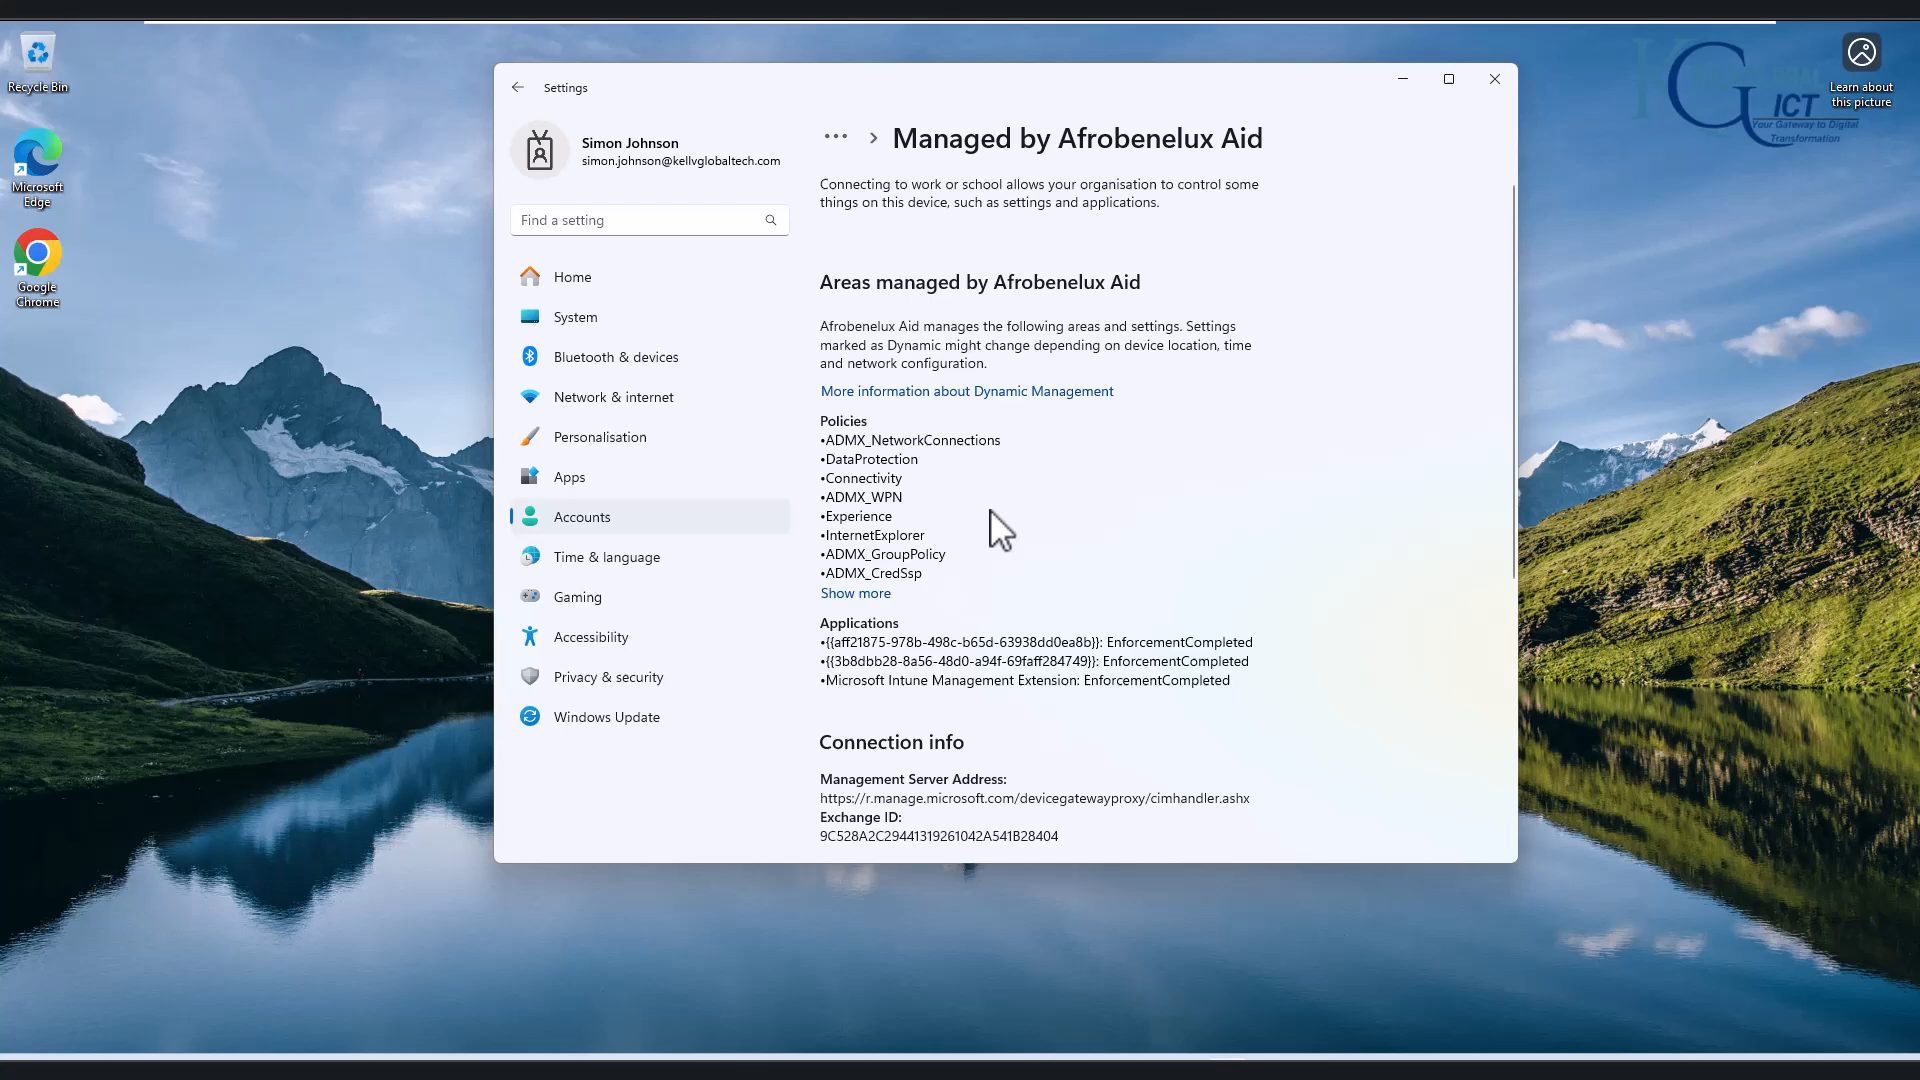 Recycle Bin
Microsoft
Edge
Google
Chrome
Learn about
this picture
ICT
Your Gateway to Digital
Transformation
Settings
Simon Johnson
simon.johnson@kellvglobaltech.com
Find a setting
Home
System
Bluetooth & devices
Network & internet
Personalisation
Apps
Accounts
Time & language
Gaming
Accessibility
Privacy & security
Windows Update
Managed by Afrobenelux Aid
Connecting to work or school allows your organisation to control some
things on this device, such as settings and applications.
Areas managed by Afrobenelux Aid
Afrobenelux Aid manages the following areas and settings. Settings
marked as Dynamic might change depending on device location, time
and network configuration.
More information about Dynamic Management
Policies
•ADMX_NetworkConnections
•DataProtection
•Connectivity
•ADMX_WPN
•Experience
•InternetExplorer
•ADMX_GroupPolicy
•ADMX_CredSsp
Show more
Applications
•{{aff21875-978b-498c-b65d-63938dd0ea8b}}: EnforcementCompleted
•{{3b8dbb28-8a56-48d0-a94f-69faff284749}}: EnforcementCompleted
•Microsoft Intune Management Extension: EnforcementCompleted
Connection info
Management Server Address:
https://r.manage.microsoft.com/devicegatewayproxy/cimhandler.ashx
Exchange ID:
9C528A2C29441319261042A541B28404